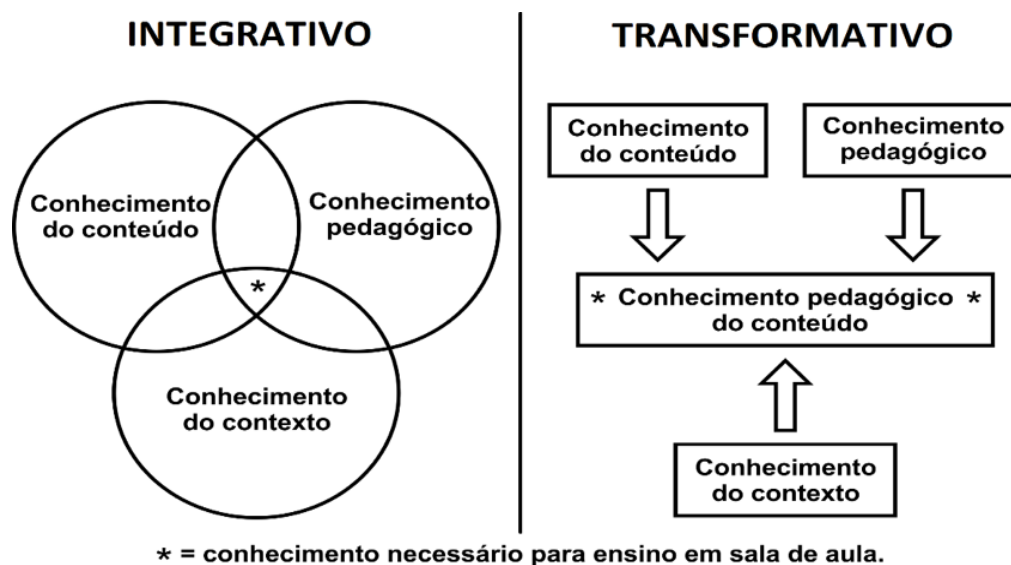 INTEGRATIVO
Conhecimento
do conteúdo
Conhecimento
pedagógico
*
Conhecimento
do contexto
TRANSFORMATIVO
Conhecimento
do conteúdo
Conhecimento
pedagógico
* Conhecimento pedagógico *
do conteúdo
Conhecimento
do contexto
* = conhecimento necessário para ensino em sala de aula.